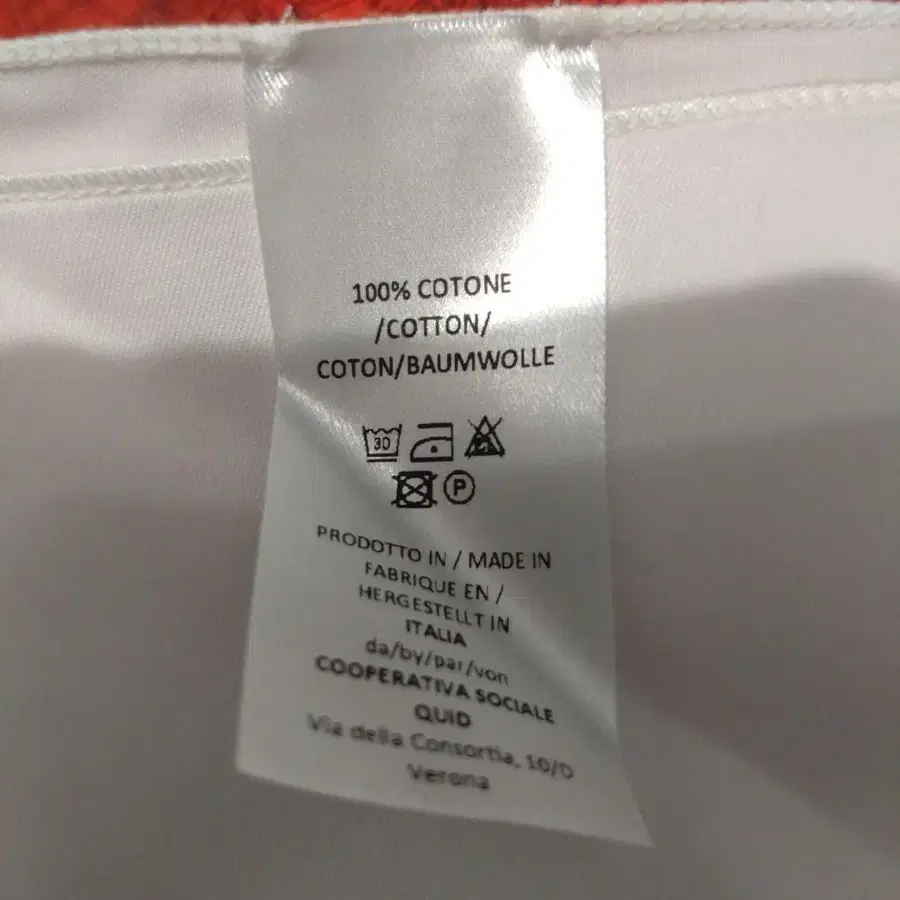 100% COTONE
/COTTON/
COTON/BAUMWOLLE
30
P
PRODOTTO IN / MADE IN
FABRIQUE EN /
HERGESTELLT IN
ITALIA
da/by/par/von
COOPERATIVA SOCIALE
QUID
Via della Consortia, 10/D
Verona